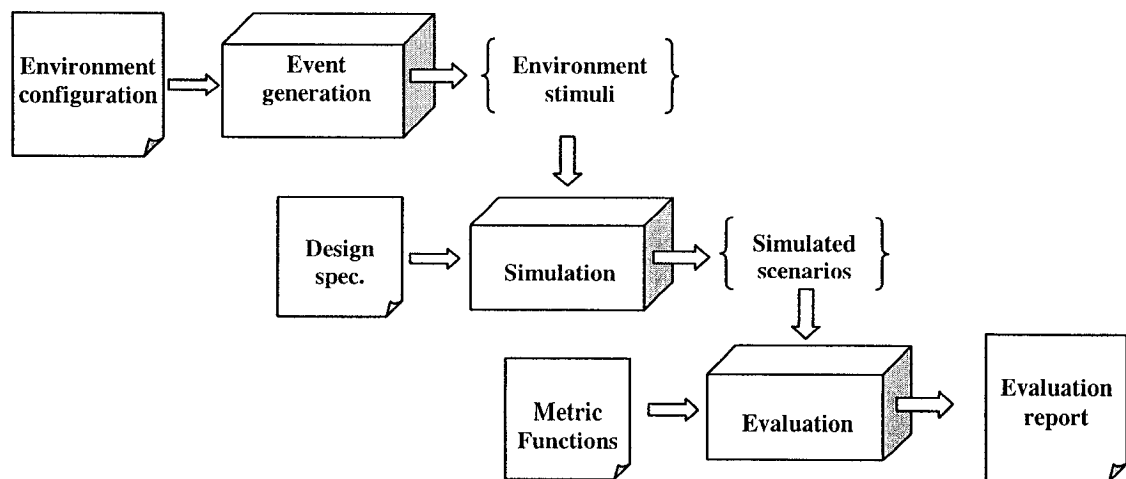 Environment
configuration
Event
generation
Environment
stimuli
Design
spec.
Simulation
Simulated
scenarios
Metric
Functions
Evaluation
Evaluation
report